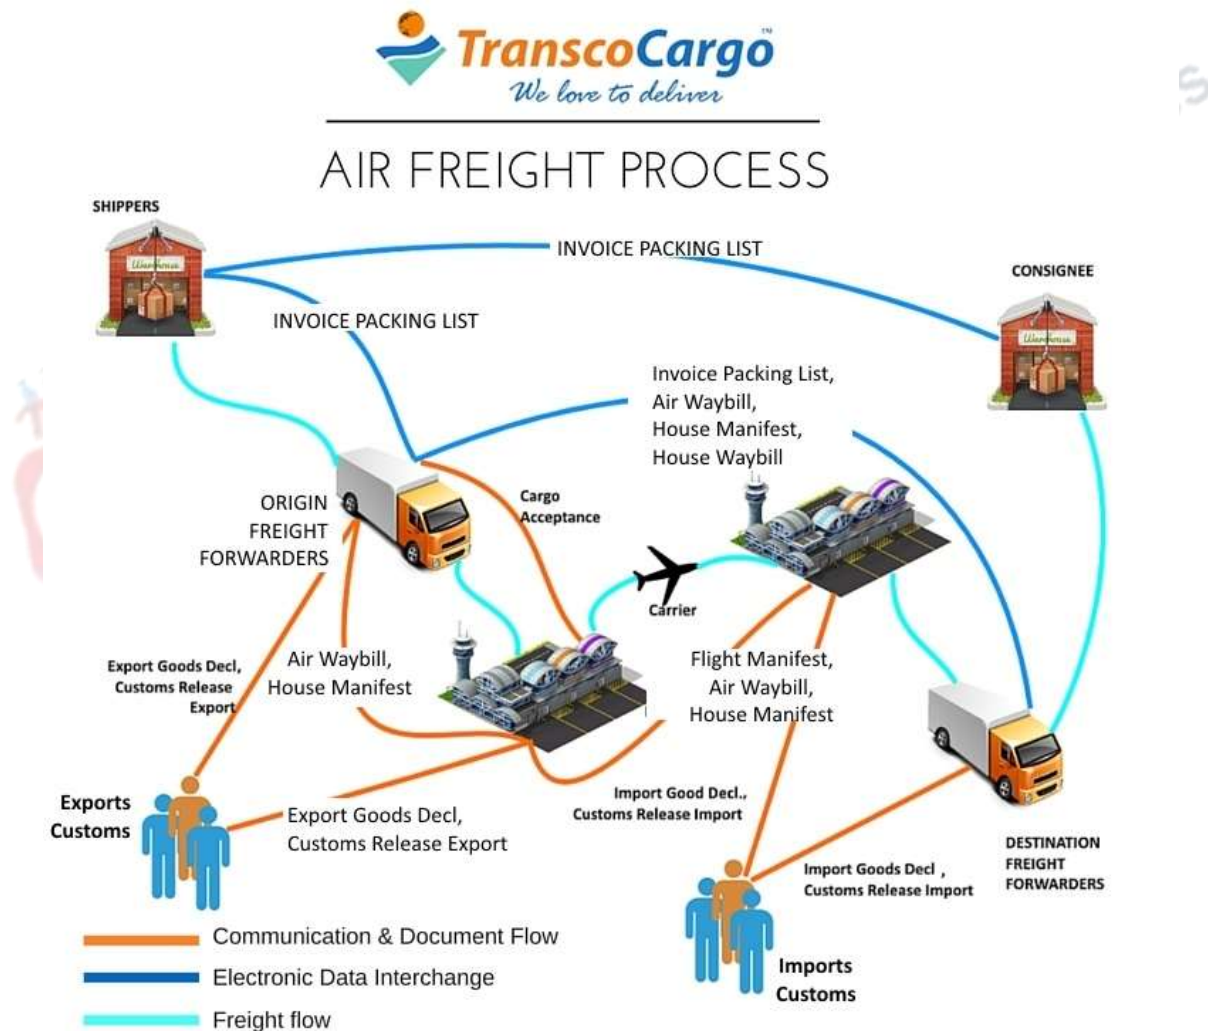 TranscoCargo
™
We love to deliver
AIR FREIGHT PROCESS
SHIPPERS
Warehouse
INVOICE PACKING LIST
CONSIGNEE
Warehouse
INVOICE PACKING LIST
Invoice Packing List,
Air Waybill,
House Manifest,
House Waybill
ORIGIN
FREIGHT
FORWARDERS
Cargo
Acceptance
Carrier
Export Goods Decl,
Customs Release
Export
Air Waybill,
House Manifest
Flight Manifest,
Air Waybill,
House Manifest
Import Good Decl.,
Customs Release Import
Exports
Customs
Export Goods Decl,
Customs Release Export
DESTINATION
FREIGHT
FORWARDERS
Import Goods Decl ,
Customs Release Import
Imports
Customs
Communication & Document Flow
Electronic Data Interchange
Freight flow